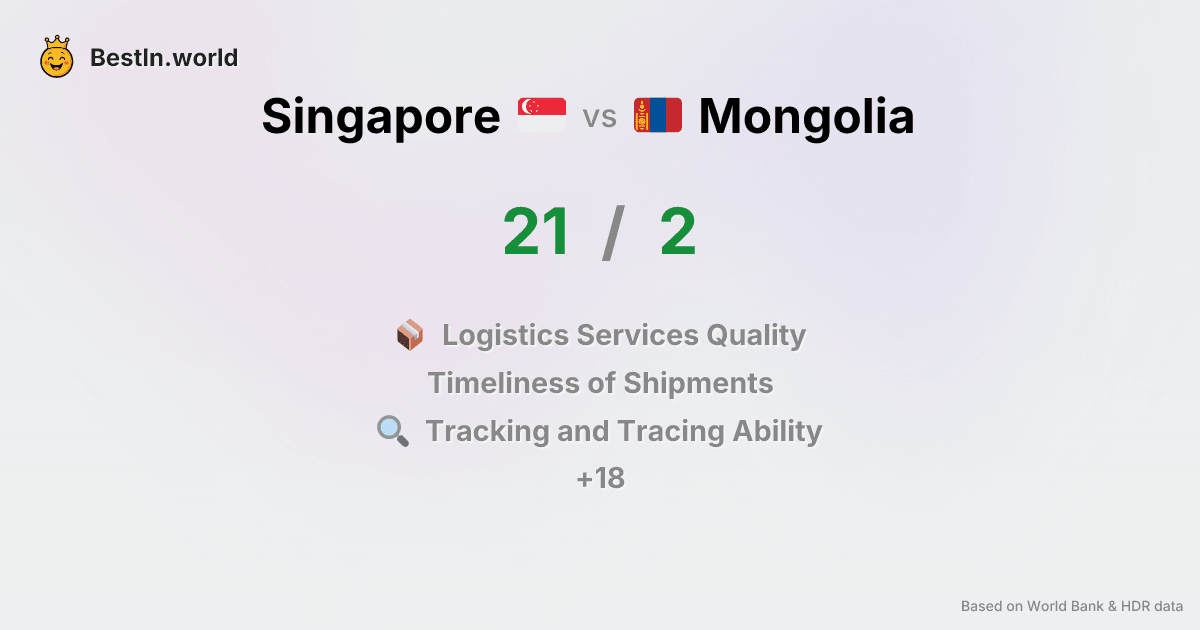 BestIn.world
Singapore vs Mongolia
21 / 2
Logistics Services Quality
Timeliness of Shipments
Tracking and Tracing Ability
+18
Based on World Bank & HDR data